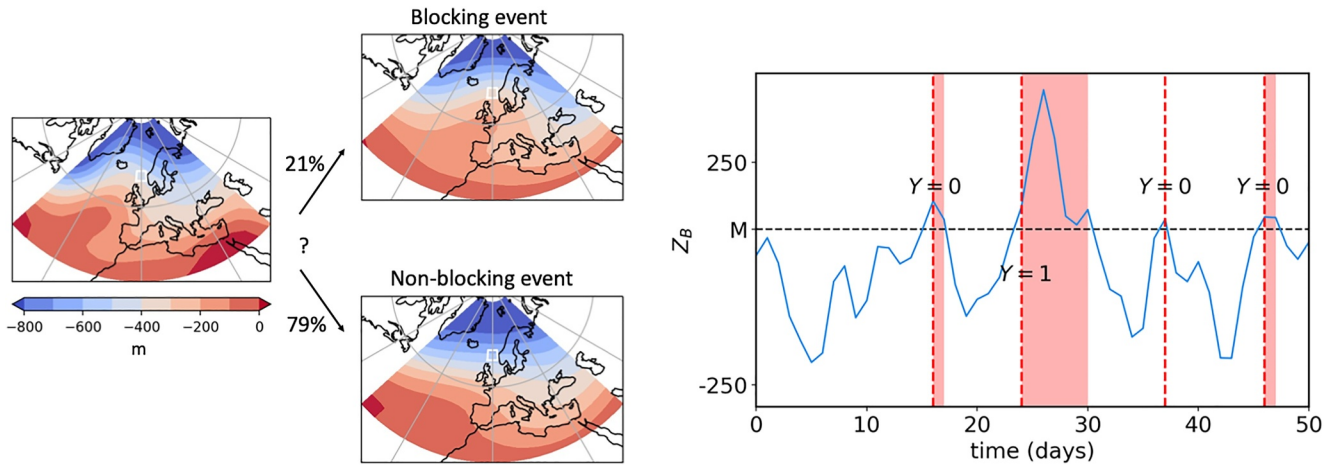 Blocking event
21%
?
79%
Non-blocking event
−800 −600 −400 −200 0
m
Z_B
250
M
-250
Y = 0
Y = 1
Y = 0
Y = 0
0 10 20 30 40 50
time (days)